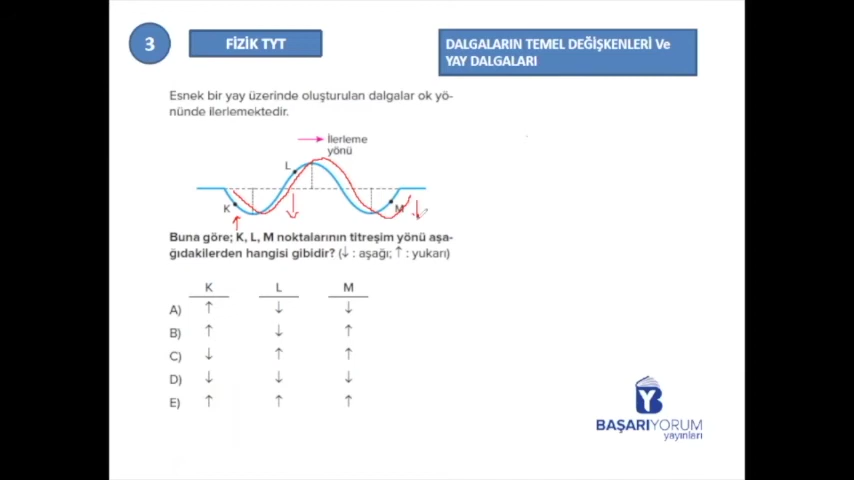 3
FİZİK TYT
DALGALARIN TEMEL DEĞİŞKENLERİ Ve
YAY DALGALARI
Esnek bir yay üzerinde oluşturulan dalgalar ok yö-
nünde ilerlemektedir.
İlerleme
yönü
L
K
M
Buna göre; K, L, M noktalarının titreşim yönü aşa-
ğıdakilerden hangisi gibidir? (↓ : aşağı; ↑ : yukarı)
K L M
A) ↑ ↓ ↓
B) ↑ ↓ ↑
C) ↓ ↑ ↑
D) ↓ ↓ ↓
E) ↑ ↑ ↑
BY
BAŞARIYORUM
yayınları